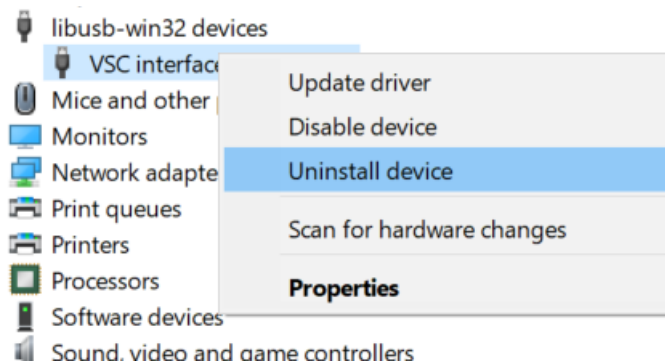 libusb-win32 devices
VSC interface
Mice and other
Monitors
Network adapte
Print queues
Printers
Processors
Software devices
Sound, video and game controllers
Update driver
Disable device
Uninstall device
Scan for hardware changes
Properties